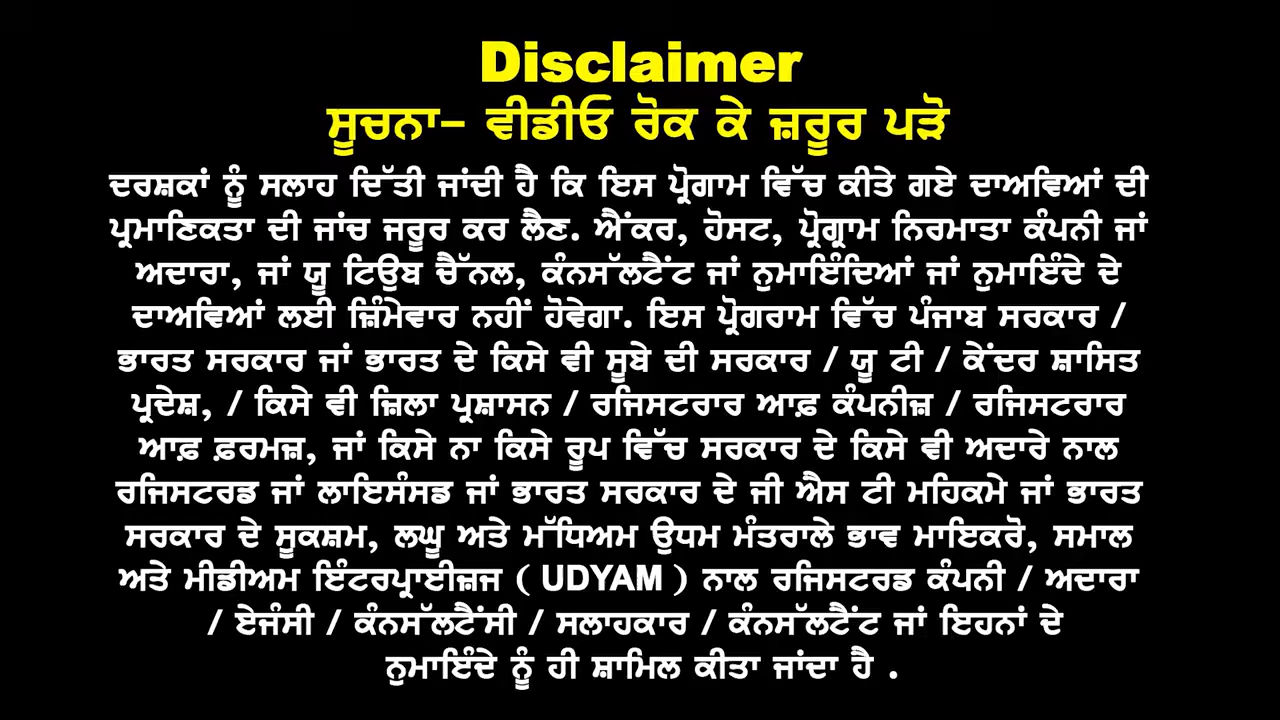 Disclaimer
ਸੂਚਨਾ- ਵੀਡੀਓ ਰੋਕ ਕੇ ਜ਼ਰੂਰ ਪੜੋ
ਦਰਸ਼ਕਾਂ ਨੂੰ ਸਲਾਹ ਦਿੱਤੀ ਜਾਂਦੀ ਹੈ ਕਿ ਇਸ ਪ੍ਰੋਗਾਮ ਵਿੱਚ ਕੀਤੇ ਗਏ ਦਾਅਵਿਆਂ ਦੀ
ਪ੍ਰਮਾਣਿਕਤਾ ਦੀ ਜਾਂਚ ਜਰੂਰ ਕਰ ਲੈਣ. ਐਂਕਰ, ਹੋਸਟ, ਪ੍ਰੋਗ੍ਰਾਮ ਨਿਰਮਾਤਾ ਕੰਪਨੀ ਜਾਂ
ਅਦਾਰਾ, ਜਾਂ ਯੂ ਟਿਉਬ ਚੈੱਨਲ, ਕੰਨਸੱਲਟੈਂਟ ਜਾਂ ਨੁਮਾਇੰਦਿਆਂ ਜਾਂ ਨੁਮਾਇੰਦੇ ਦੇ
ਦਾਅਵਿਆਂ ਲਈ ਜ਼ਿੰਮੇਵਾਰ ਨਹੀਂ ਹੋਵੇਗਾ. ਇਸ ਪ੍ਰੋਗਰਾਮ ਵਿੱਚ ਪੰਜਾਬ ਸਰਕਾਰ /
ਭਾਰਤ ਸਰਕਾਰ ਜਾਂ ਭਾਰਤ ਦੇ ਕਿਸੇ ਵੀ ਸੂਬੇ ਦੀ ਸਰਕਾਰ / ਯੂ ਟੀ / ਕੇਂਦਰ ਸ਼ਾਸਿਤ
ਪ੍ਰਦੇਸ਼, / ਕਿਸੇ ਵੀ ਜ਼ਿਲਾ ਪ੍ਰਸ਼ਾਸਨ / ਰਜਿਸਟਰਾਰ ਆਫ਼ ਕੰਪਨੀਜ਼ / ਰਜਿਸਟਰਾਰ
ਆਫ਼ ਫ਼ਰਮਜ਼, ਜਾਂ ਕਿਸੇ ਨਾ ਕਿਸੇ ਰੂਪ ਵਿੱਚ ਸਰਕਾਰ ਦੇ ਕਿਸੇ ਵੀ ਅਦਾਰੇ ਨਾਲ
ਰਜਿਸਟਰਡ ਜਾਂ ਲਾਇਸੰਸਡ ਜਾਂ ਭਾਰਤ ਸਰਕਾਰ ਦੇ ਜੀ ਐਸ ਟੀ ਮਹਿਕਮੇ ਜਾਂ ਭਾਰਤ
ਸਰਕਾਰ ਦੇ ਸੂਕਸ਼ਮ, ਲਘੂ ਅਤੇ ਮੱਧਿਅਮ ਉਧਮ ਮੰਤਰਾਲੇ ਭਾਵ ਮਾਇਕਰੋ, ਸਮਾਲ
ਅਤੇ ਮੀਡੀਅਮ ਇੰਟਰਪ੍ਰਾਈਜ਼ਜ ( UDYAM ) ਨਾਲ ਰਜਿਸਟਰਡ ਕੰਪਨੀ / ਅਦਾਰਾ
/ ਏਜੰਸੀ / ਕੰਨਸੱਲਟੈਂਸੀ / ਸਲਾਹਕਾਰ / ਕੰਨਸੱਲਟੈਂਟ ਜਾਂ ਇਹਨਾਂ ਦੇ
ਨੁਮਾਇੰਦੇ ਨੂੰ ਹੀ ਸ਼ਾਮਿਲ ਕੀਤਾ ਜਾਂਦਾ ਹੈ .